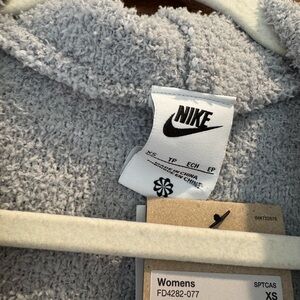 NIKE
XS TP ECH EP
MADE IN CHINA
Womens SPTCAS
FD4282-077 XS